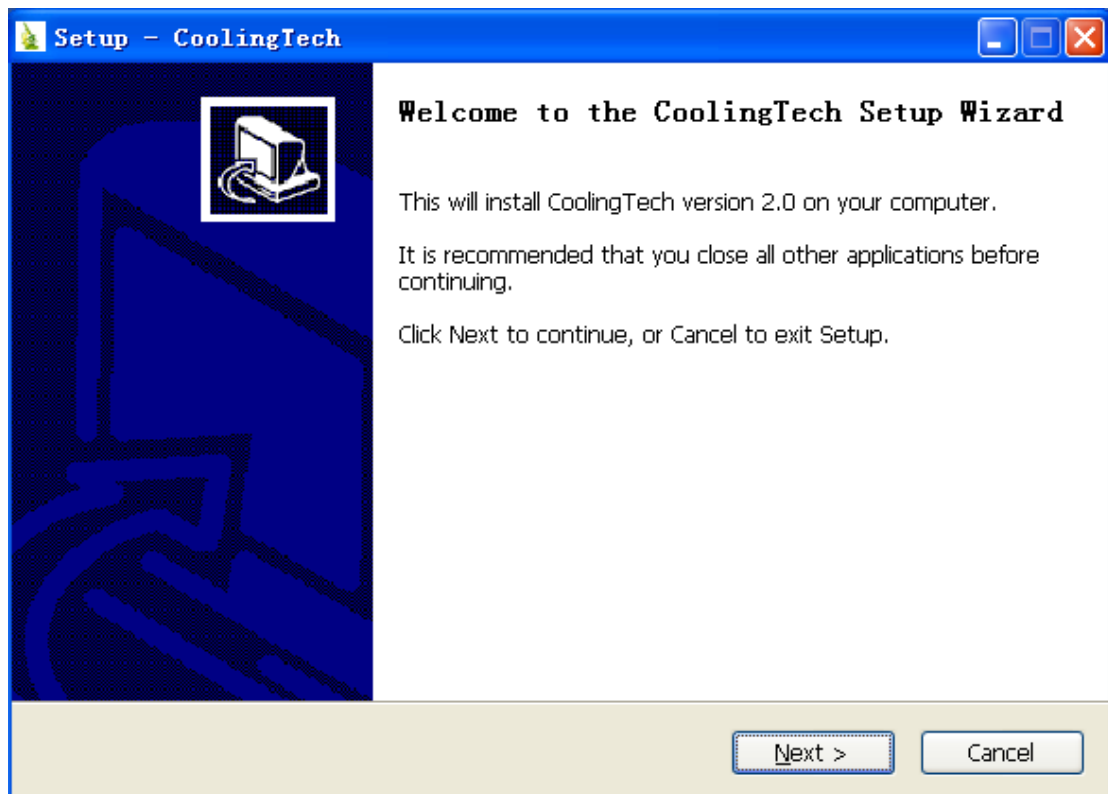 Setup - CoolingTech
Welcome to the CoolingTech Setup Wizard
This will install CoolingTech version 2.0 on your computer.
It is recommended that you close all other applications before
continuing.
Click Next to continue, or Cancel to exit Setup.
Next >
Cancel